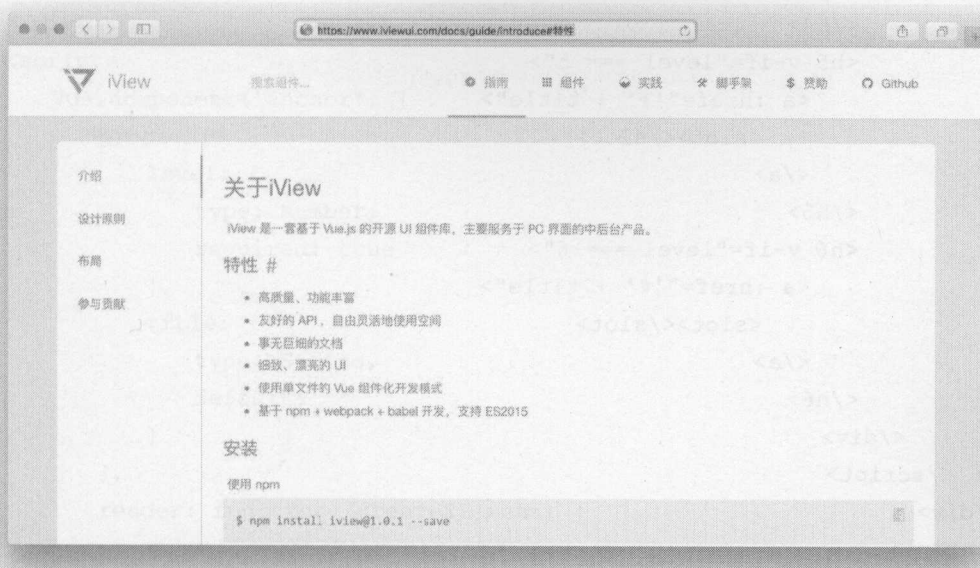 https://www.iviewui.com/docs/guide/introduce#特性
iView
搜索组件...
指南
组件
实践
脚手架
$ 赞助
Github
介绍
设计原则
布局
参与贡献
关于iView
iView 是一套基于 Vue.js 的开源 UI 组件库，主要服务于 PC 界面的中后台产品。
特性 #
• 高质量、功能丰富
• 友好的 API，自由灵活地使用空间
• 事无巨细的文档
• 细致、漂亮的 UI
• 使用单文件的 Vue 组件化开发模式
• 基于 npm + webpack + babel 开发，支持 ES2015
安装
使用 npm
$ npm install iview@1.0.1 --save